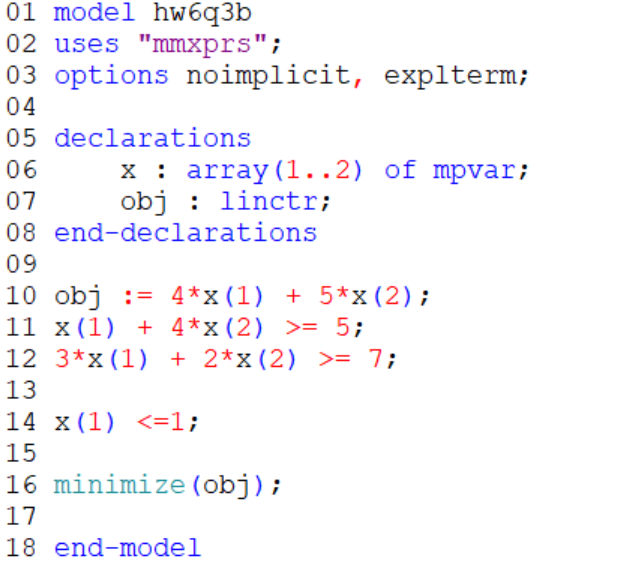 01 model hw6q3b
02 uses "mmxprs";
03 options noimplicit, explterm;
04
05 declarations
06     x : array(1..2) of mpvar;
07     obj : linctr;
08 end-declarations
09
10 obj := 4*x(1) + 5*x(2);
11 x(1) + 4*x(2) >= 5;
12 3*x(1) + 2*x(2) >= 7;
13
14 x(1) <=1;
15
16 minimize(obj);
17
18 end-model